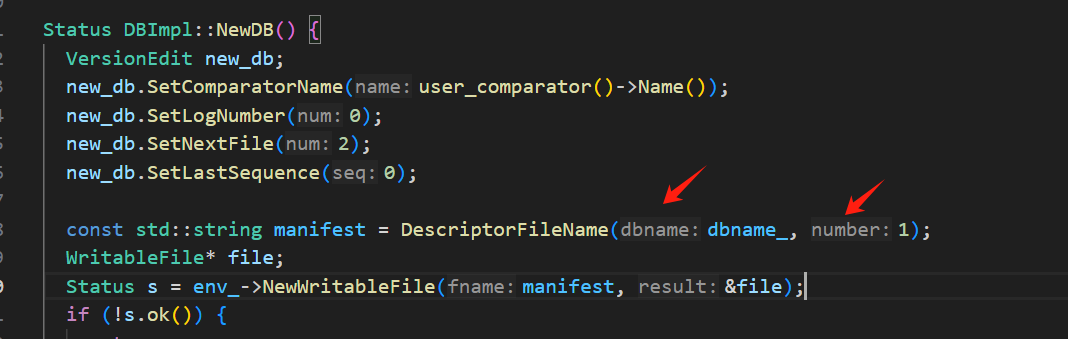 Status DBImpl::NewDB() {
VersionEdit new_db;
new_db.SetComparatorName(name: user_comparator()->Name());
new_db.SetLogNumber(num: 0);
new_db.SetNextFile(num: 2);
new_db.SetLastSequence(seq: 0);
const std::string manifest = DescriptorFileName(dbname: dbname_, number: 1);
WritableFile* file;
Status s = env_->NewWritableFile(fname: manifest, result: &file);
if (!s.ok()) {